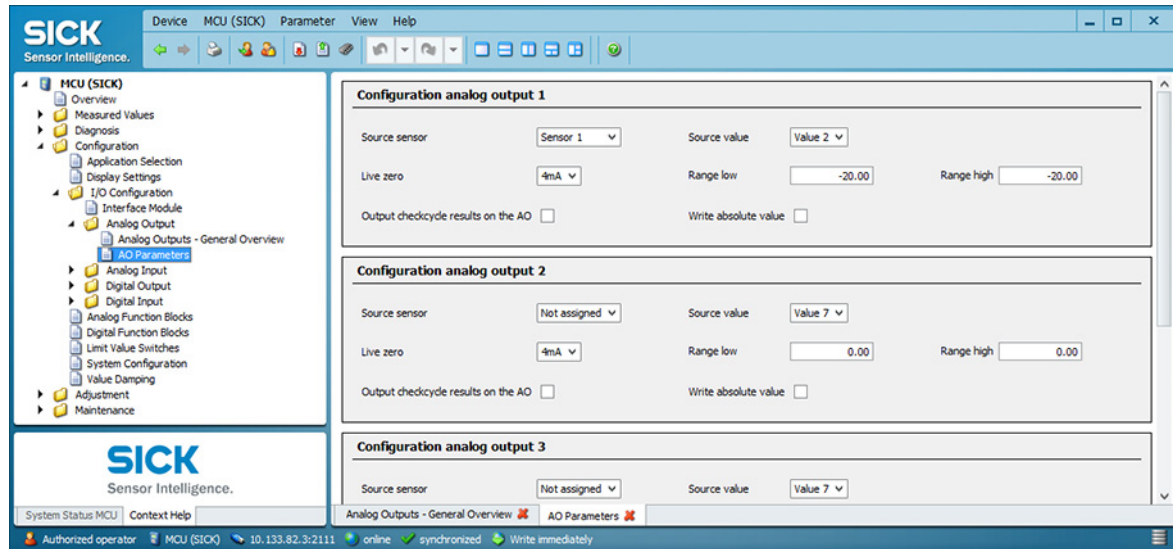 SICK
Sensor Intelligence.
Device MCU (SICK) Parameter View Help
MCU (SICK)
Overview
Measured Values
Diagnosis
Configuration
Application Selection
Display Settings
I/O Configuration
Interface Module
Analog Output
Analog Outputs - General Overview
AO Parameters
Analog Input
Digital Output
Digital Input
Analog Function Blocks
Digital Function Blocks
Limit Value Switches
System Configuration
Value Damping
Adjustment
Maintenance
SICK
Sensor Intelligence.
System Status MCU Context Help
Configuration analog output 1
Source sensor Sensor 1 Source value Value 2
Live zero 4mA Range low -20.00 Range high -20.00
Output checkcycle results on the AO Write absolute value
Configuration analog output 2
Source sensor Not assigned Source value Value 7
Live zero 4mA Range low 0.00 Range high 0.00
Output checkcycle results on the AO Write absolute value
Configuration analog output 3
Source sensor Not assigned Source value Value 7
Analog Outputs - General Overview AO Parameters
Authorized operator MCU (SICK) 10.133.82.3:2111 online synchronized Write immediately